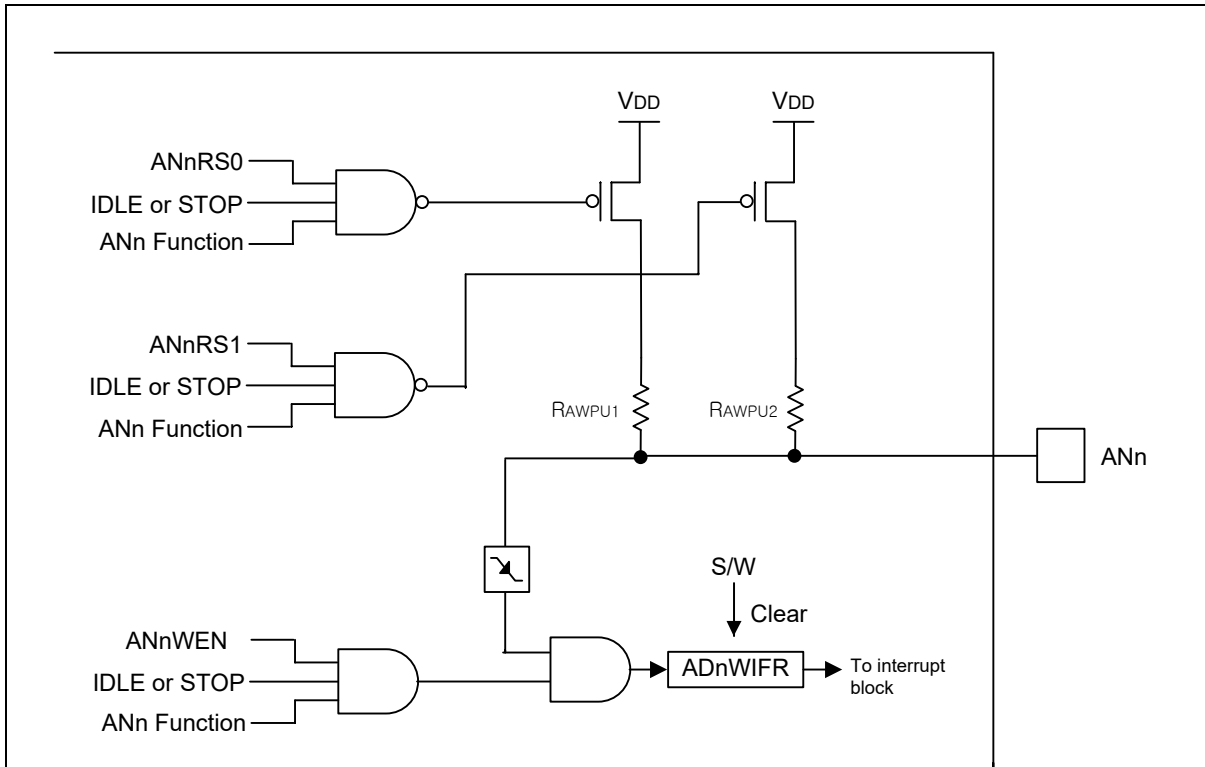 VDD
VDD
ANnRS0
IDLE or STOP
ANn Function
ANnRS1
IDLE or STOP
ANn Function
RAWPU1
RAWPU2
ANn
S/W
Clear
ANnWEN
IDLE or STOP
ANn Function
ADnWIFR
To interrupt
block